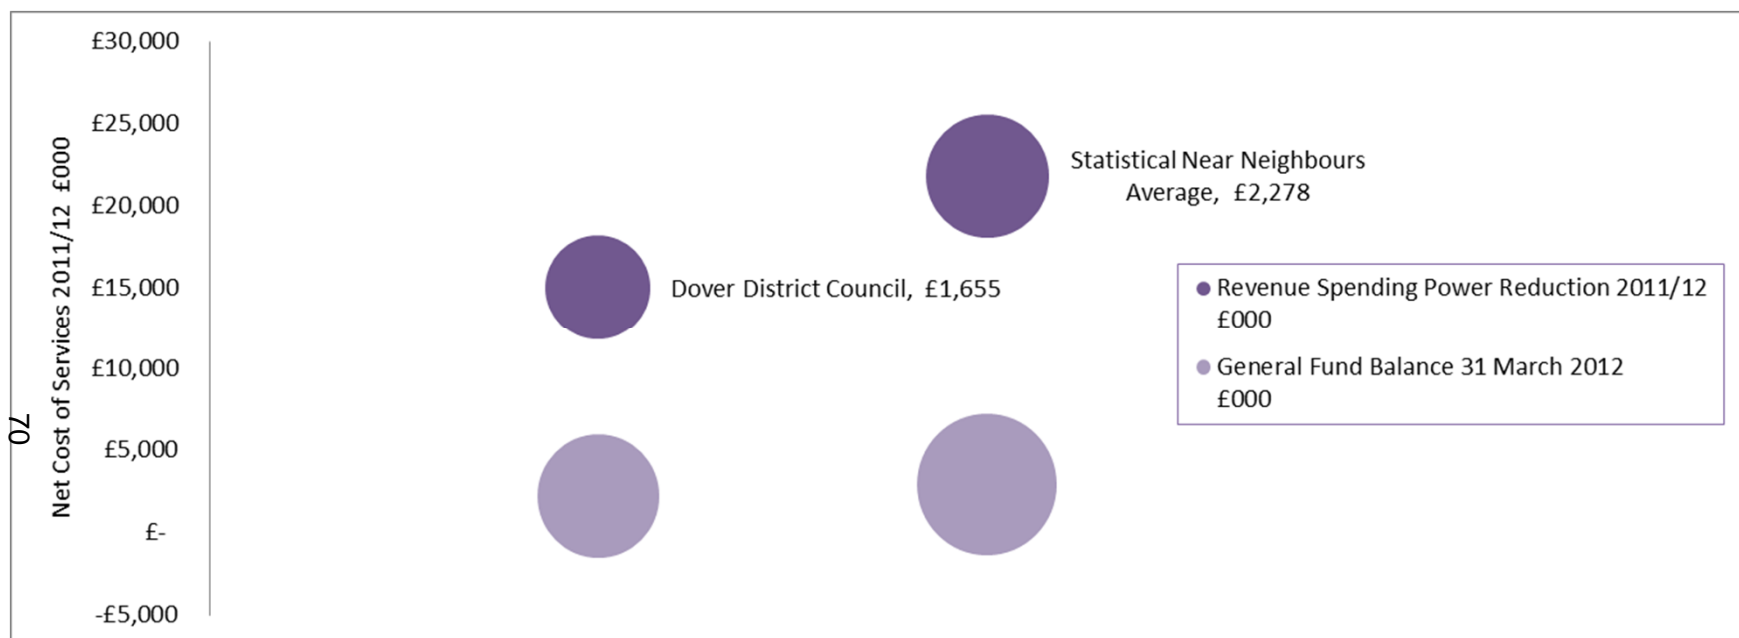 £30,000
£25,000
£20,000
£15,000
£10,000
£5,000
£-
-£5,000
Net Cost of Services 2011/12 £000
70
Statistical Near Neighbours
Average, £2,278
Dover District Council, £1,655
Revenue Spending Power Reduction 2011/12
£000
General Fund Balance 31 March 2012
£000